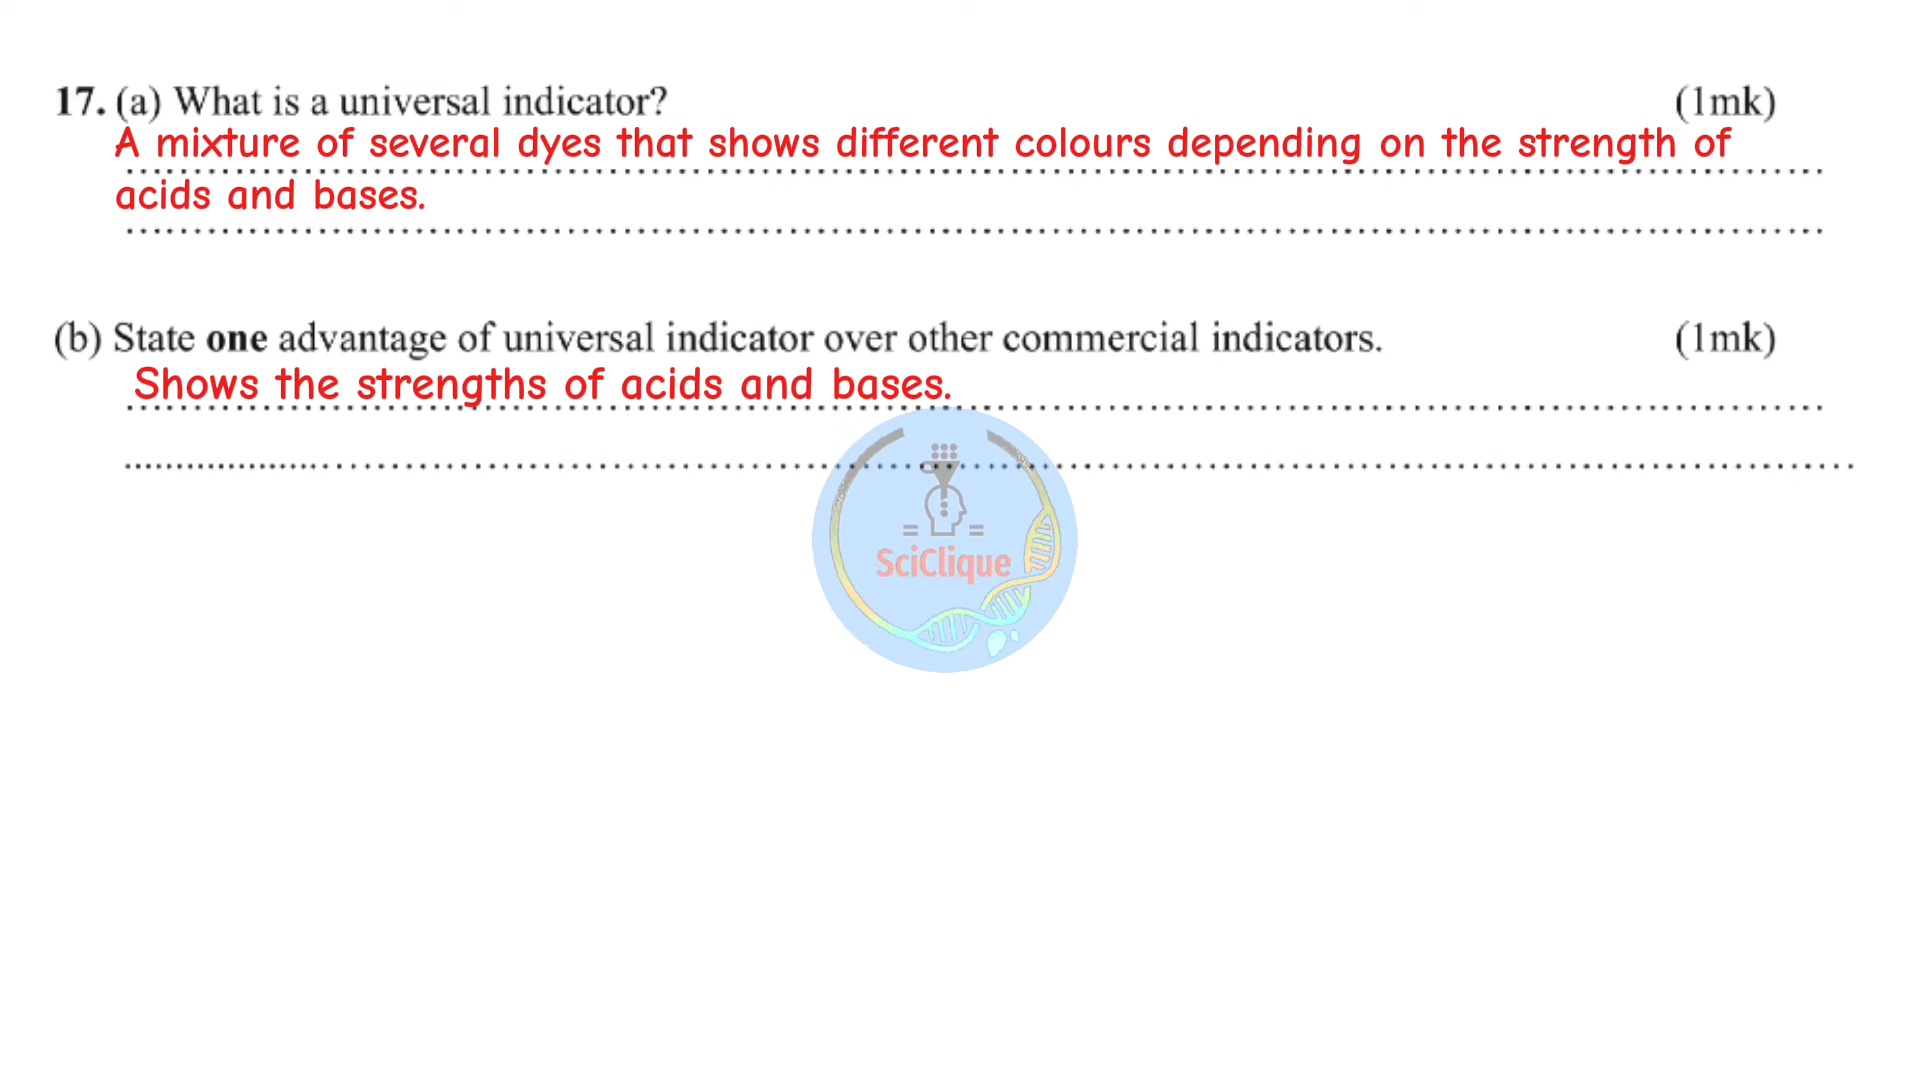 17. (a) What is a universal indicator? (1mk)
A mixture of several dyes that shows different colours depending on the strength of
acids and bases.
(b) State one advantage of universal indicator over other commercial indicators. (1mk)
Shows the strengths of acids and bases.
SciClique